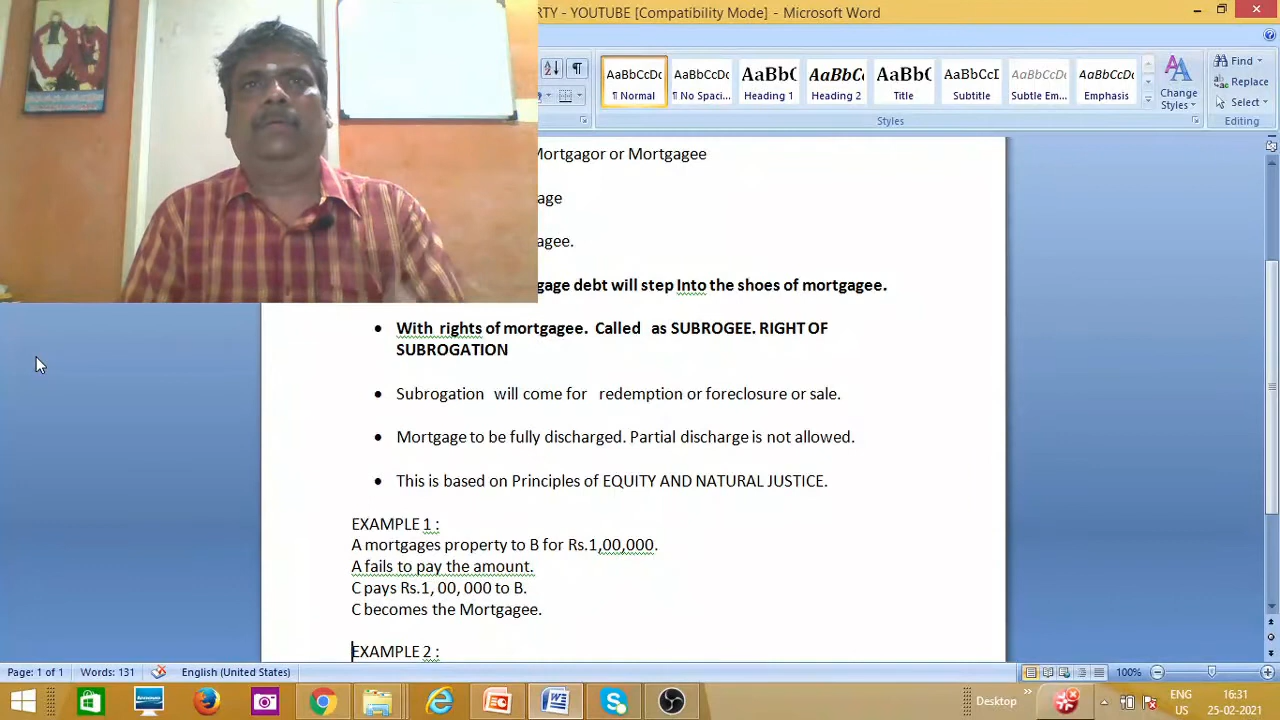 RTY - YOUTUBE [Compatibility Mode] - Microsoft Word
AaBbCcDc AaBbCcDc AaBbC AaBbCc AaBb( AaBbCcI AaBbCcDc AaBbCcDc
¶ Normal ¶ No Spaci... Heading 1 Heading 2 Title Subtitle Subtle Em... Emphasis
Change
Styles
Find
Replace
Select
Styles
Editing
Mortgagor or Mortgagee
age
agee.
gage debt will step Into the shoes of mortgagee.
• With rights of mortgagee. Called as SUBROGEE. RIGHT OF
SUBROGATION
• Subrogation will come for redemption or foreclosure or sale.
• Mortgage to be fully discharged. Partial discharge is not allowed.
• This is based on Principles of EQUITY AND NATURAL JUSTICE.
EXAMPLE 1 :
A mortgages property to B for Rs.1,00,000.
A fails to pay the amount.
C pays Rs.1, 00, 000 to B.
C becomes the Mortgagee.
EXAMPLE 2 :
Page: 1 of 1 Words: 131 English (United States) 100%
Desktop ENG 16:31
US 25-02-2021